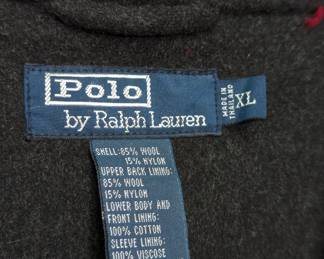 Polo
by Ralph Lauren
MADE IN
THAILAND
XL
SHELL: 85% WOOL
15% NYLON
UPPER BACK LINING:
85% WOOL
15% NYLON
LOWER BODY AND
FRONT LINING:
100% COTTON
SLEEVE LINING:
100% VISCOSE